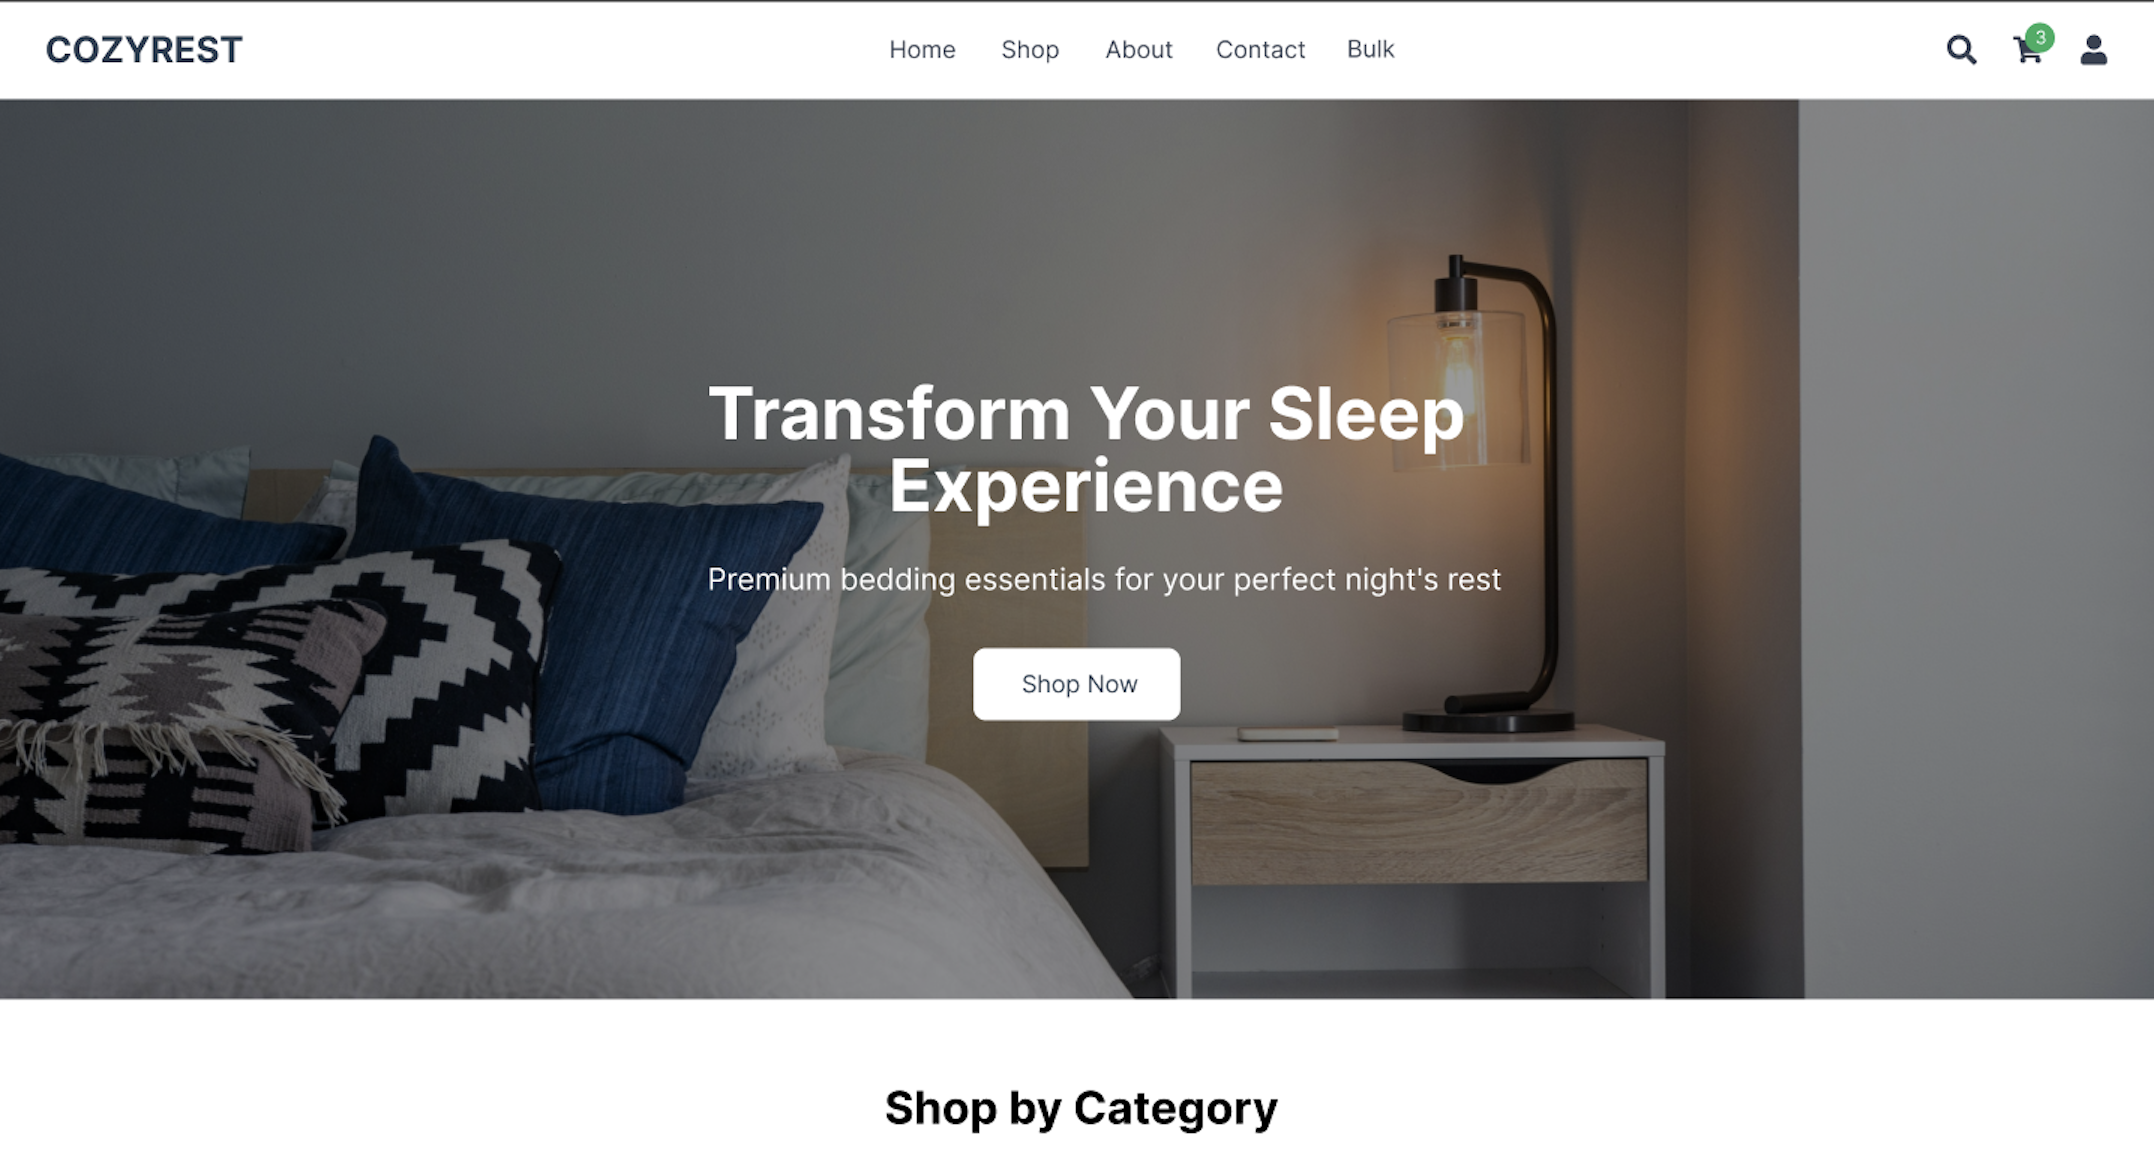 COZYREST
Home Shop About Contact Bulk
3
Transform Your Sleep
Experience
Premium bedding essentials for your perfect night's rest
Shop Now
Shop by Category